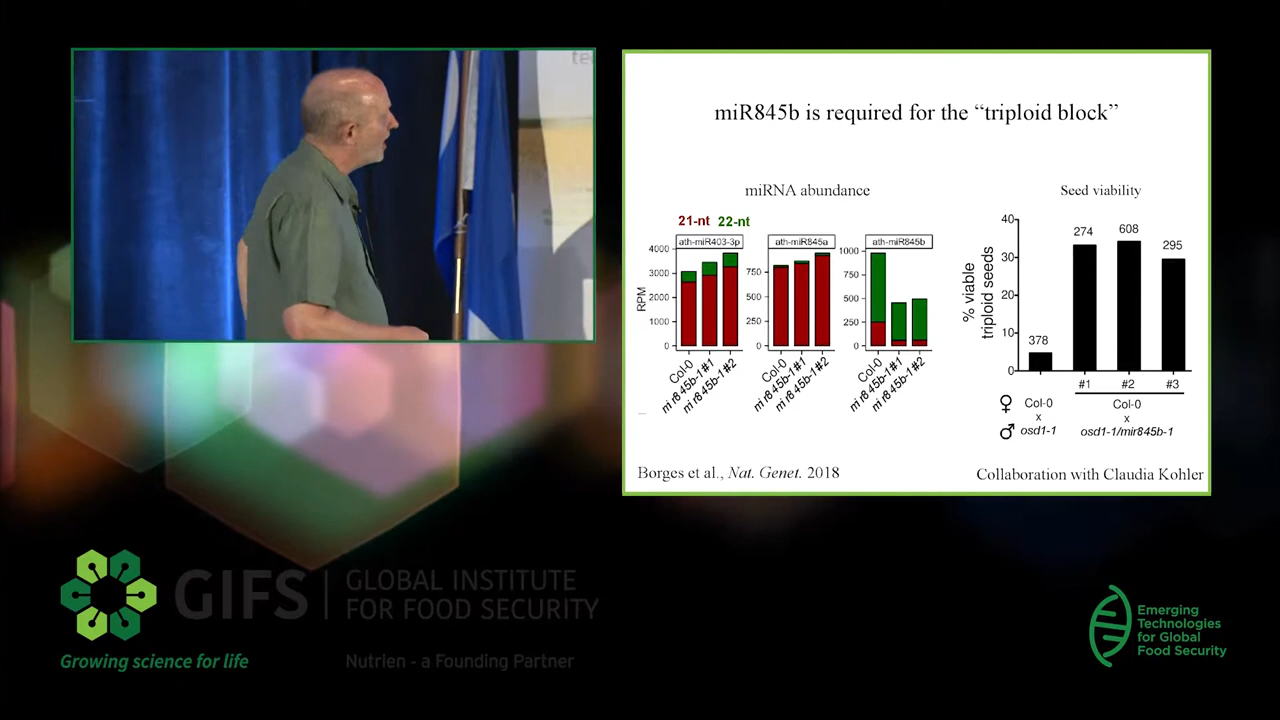 te
miR845b is required for the “triploid block”
miRNA abundance
21-nt 22-nt
ath-miR403-3p
ath-miR845a
ath-miR845b
RPM
4000
3000
2000
1000
0
750
500
250
0
1000
750
500
250
0
Col-0
mir845b-1#1
mir845b-1#2
Col-0
mir845b-1#1
mir845b-1#2
Col-0
mir845b-1#1
mir845b-1#2
Seed viability
% viable
triploid seeds
40
30
20
10
0
378
274
608
295
#1 #2 #3
♀ Col-0 Col-0
x x
♂ osd1-1 osd1-1/mir845b-1
Borges et al., Nat. Genet. 2018
Collaboration with Claudia Kohler
GIFS
GLOBAL INSTITUTE
FOR FOOD SECURITY
Growing science for life
Nutrien - a Founding Partner
Emerging
Technologies
for Global
Food Security